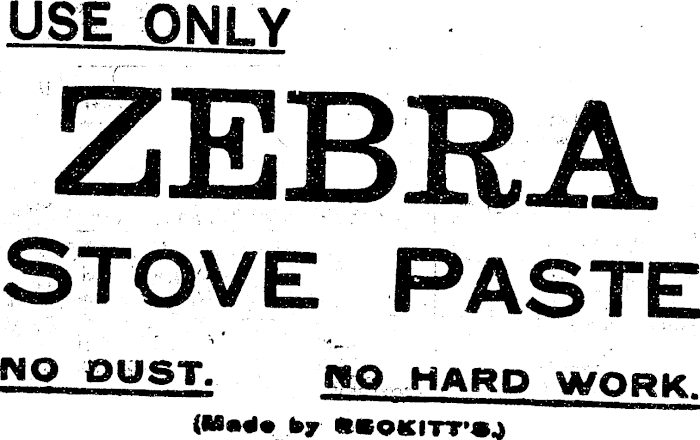 USE ONLY
ZEBRA
STOVE PASTE
NO DUST. NO HARD WORK.
(Made by RECKITT'S.)